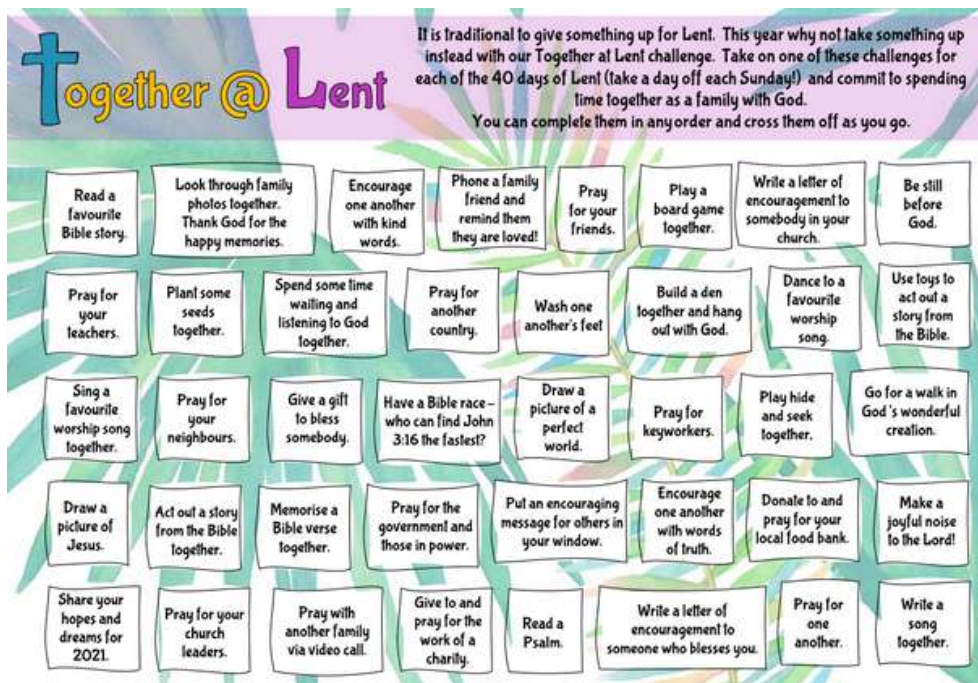 Together @ Lent
It is traditional to give something up for Lent. This year why not take something up
instead with our Together at Lent challenge. Take on one of these challenges for
each of the 40 days of Lent (take a day off each Sunday!) and commit to spending
time together as a family with God.
You can complete them in any order and cross them off as you go.
Read a
favourite
Bible story.
Look through family
photos together.
Thank God for the
happy memories.
Encourage
one another
with kind
words.
Phone a family
friend and
remind them
they are loved!
Pray
for your
friends.
Play a
board game
together.
Write a letter of
encouragement to
somebody in your
church.
Be still
before
God.
Pray for
your
teachers.
Plant some
seeds
together.
Spend some time
waiting and
listening to God
together.
Pray for
another
country.
Wash one
another's feet
Build a den
together and hang
out with God.
Dance to a
favourite
worship
song.
Use toys to
act out a
story from
the Bible.
Sing a
favourite
worship song
together.
Pray for
your
neighbours.
Give a gift
to bless
somebody.
Have a Bible race –
who can find John
3:16 the fastest?
Draw a
picture of a
perfect
world.
Pray for
keyworkers.
Play hide
and seek
together.
Go for a walk in
God's wonderful
creation.
Draw a
picture of
Jesus.
Act out a story
from the Bible
together.
Memorise a
Bible verse
together.
Pray for the
government and
those in power.
Put an encouraging
message for others in
your window.
Encourage
one another
with words
of truth.
Donate to and
pray for your
local food bank.
Make a
joyful noise
to the Lord!
Share your
hopes and
dreams for
2021.
Pray for your
church
leaders.
Pray with
another family
via video call.
Give to and
pray for the
work of a
charity.
Read a
Psalm.
Write a letter of
encouragement to
someone who blesses you.
Pray for
one
another.
Write a
song
together.